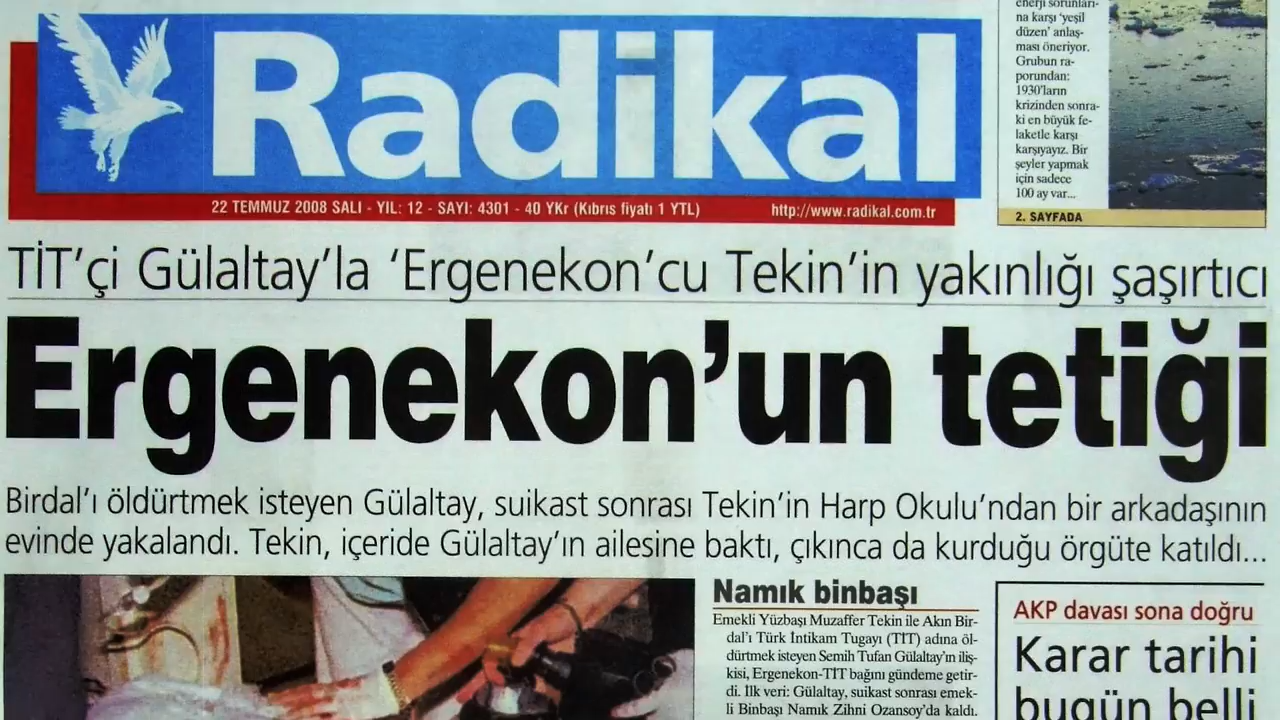 Radikal
22 TEMMUZ 2008 SALI - YIL: 12 - SAYI: 4301 - 40 YKr (Kıbrıs fiyatı 1 YTL)
http://www.radikal.com.tr
enerji sorunları-
na karşı ‘yeşil
düzen’ anlaş-
ması öneriyor.
Grubun ra-
porundan:
1930’ların
krizinden sonra-
ki en büyük fe-
laketle karşı
karşıyayız. Bir
şeyler yapmak
için sadece
100 ay var...
2. SAYFADA
TİT’çi Gülaltay’la ‘Ergenekon’cu Tekin’in yakınlığı şaşırtıcı
Ergenekon’un tetiği
Birdal’ı öldürtmek isteyen Gülaltay, suikast sonrası Tekin’in Harp Okulu’ndan bir arkadaşının
evinde yakalandı. Tekin, içeride Gülaltay’ın ailesine baktı, çıkınca da kurduğu örgüte katıldı...
Namık binbaşı
Emekli Yüzbaşı Muzaffer Tekin ile Akın Bir-
dal’ı Türk İntikam Tugayı (TİT) adına öl-
dürtmek isteyen Semih Tufan Gülaltay’ın iliş-
kisi, Ergenekon-TİT bağını gündeme getir-
di. İlk veri: Gülaltay, suikast sonrası emek-
li Binbaşı Namık Zihni Ozansoy’da kaldı.
AKP davası sona doğru
Karar tarihi
bugün belli